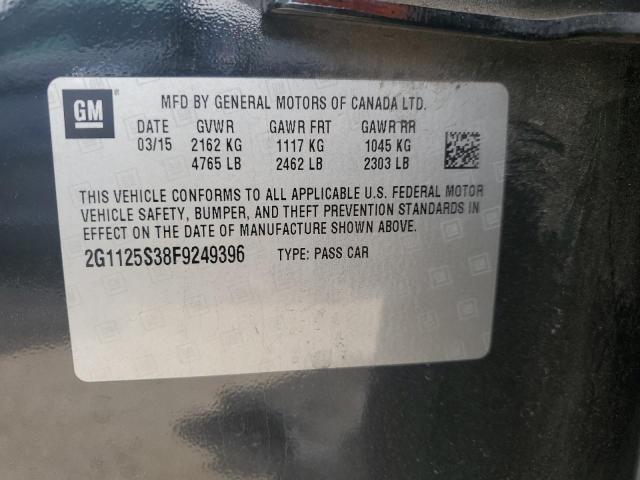 GM
MFD BY GENERAL MOTORS OF CANADA LTD.
DATE GVWR GAWR FRT GAWR RR
03/15 2162 KG 1117 KG 1045 KG
4765 LB 2462 LB 2303 LB
THIS VEHICLE CONFORMS TO ALL APPLICABLE U.S. FEDERAL MOTOR
VEHICLE SAFETY, BUMPER, AND THEFT PREVENTION STANDARDS IN
EFFECT ON THE DATE OF MANUFACTURE SHOWN ABOVE.
2G1125S38F9249396 TYPE: PASS CAR